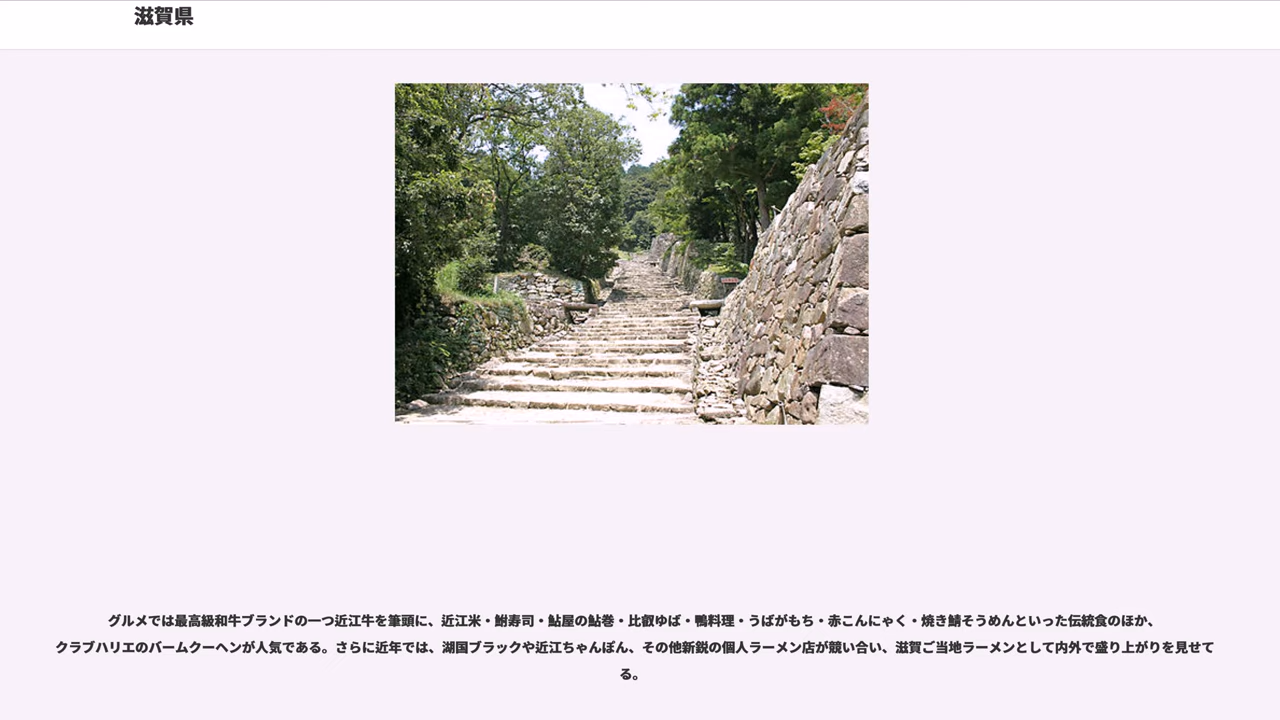 滋賀県
グルメでは最高級和牛ブランドの一つ近江牛を筆頭に、近江米・鮒寿司・鮎屋の鮎巻・比叡ゆば・鴨料理・うばがもち・赤こんにゃく・焼き鯖そうめんといった伝統食のほか、
クラブハリエのバームクーヘンが人気である。さらに近年では、湖国ブラックや近江ちゃんぽん、その他新鋭の個人ラーメン店が競い合い、滋賀ご当地ラーメンとして内外で盛り上がりを見せて
る。